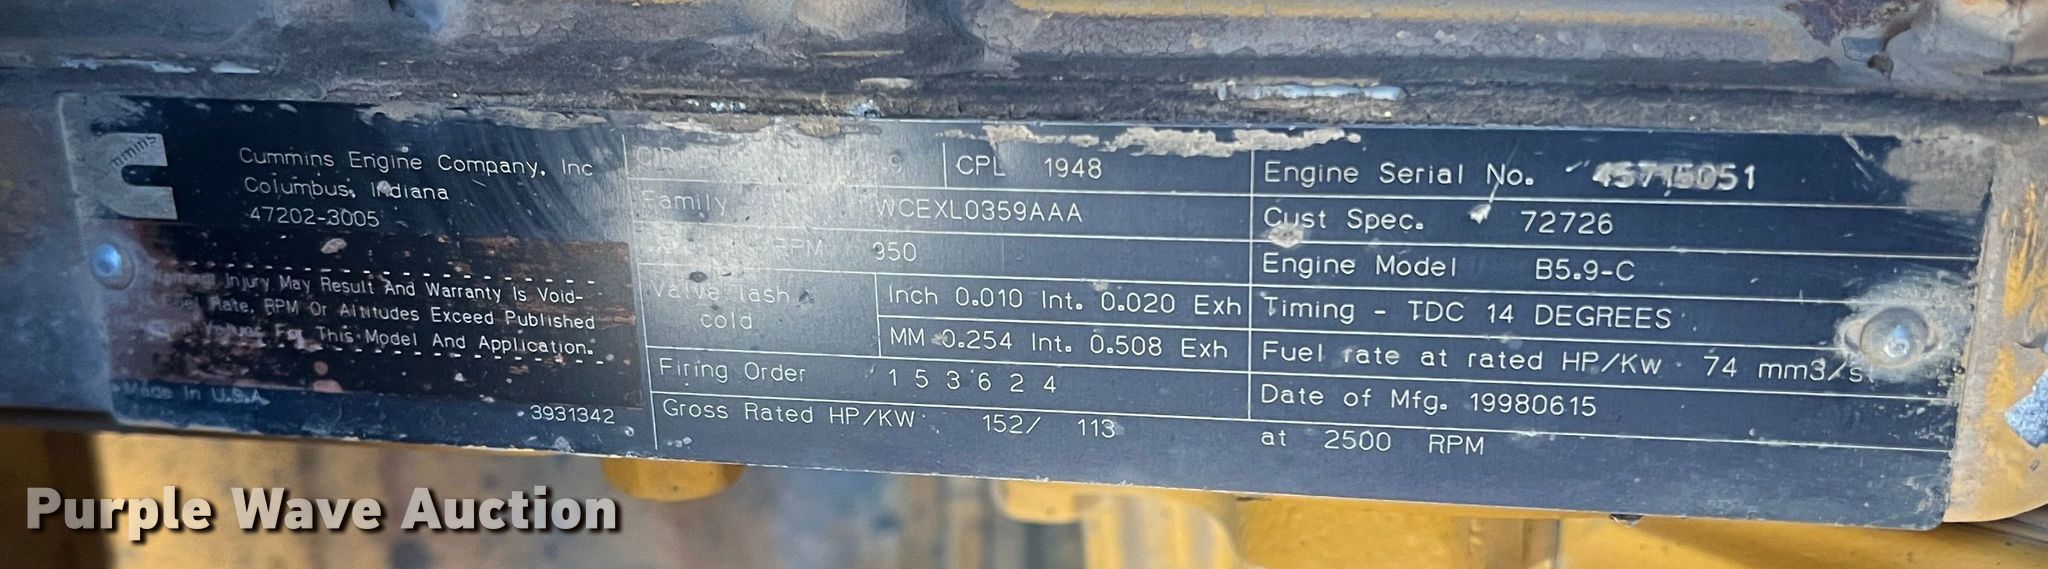 Cummins Engine Company, Inc
Columbus, Indiana
47202-3005
Injury May Result And Warranty Is Void-
Rate, RPM Or Altitudes Exceed Published
For This Model And Application.
Made In U.S.A.
3931342
CPL 1948
Family WCEXL0359AAA
RPM 950
Valve lash cold
Inch 0.010 Int. 0.020 Exh
MM 0.254 Int. 0.508 Exh
Firing Order 1 5 3 6 2 4
Gross Rated HP/KW 152/ 113 at 2500 RPM
Engine Serial No. 45715051
Cust Spec. 72726
Engine Model B5.9-C
Timing - TDC 14 DEGREES
Fuel rate at rated HP/Kw 74 mm3/st
Date of Mfg. 19980615
Purple Wave Auction